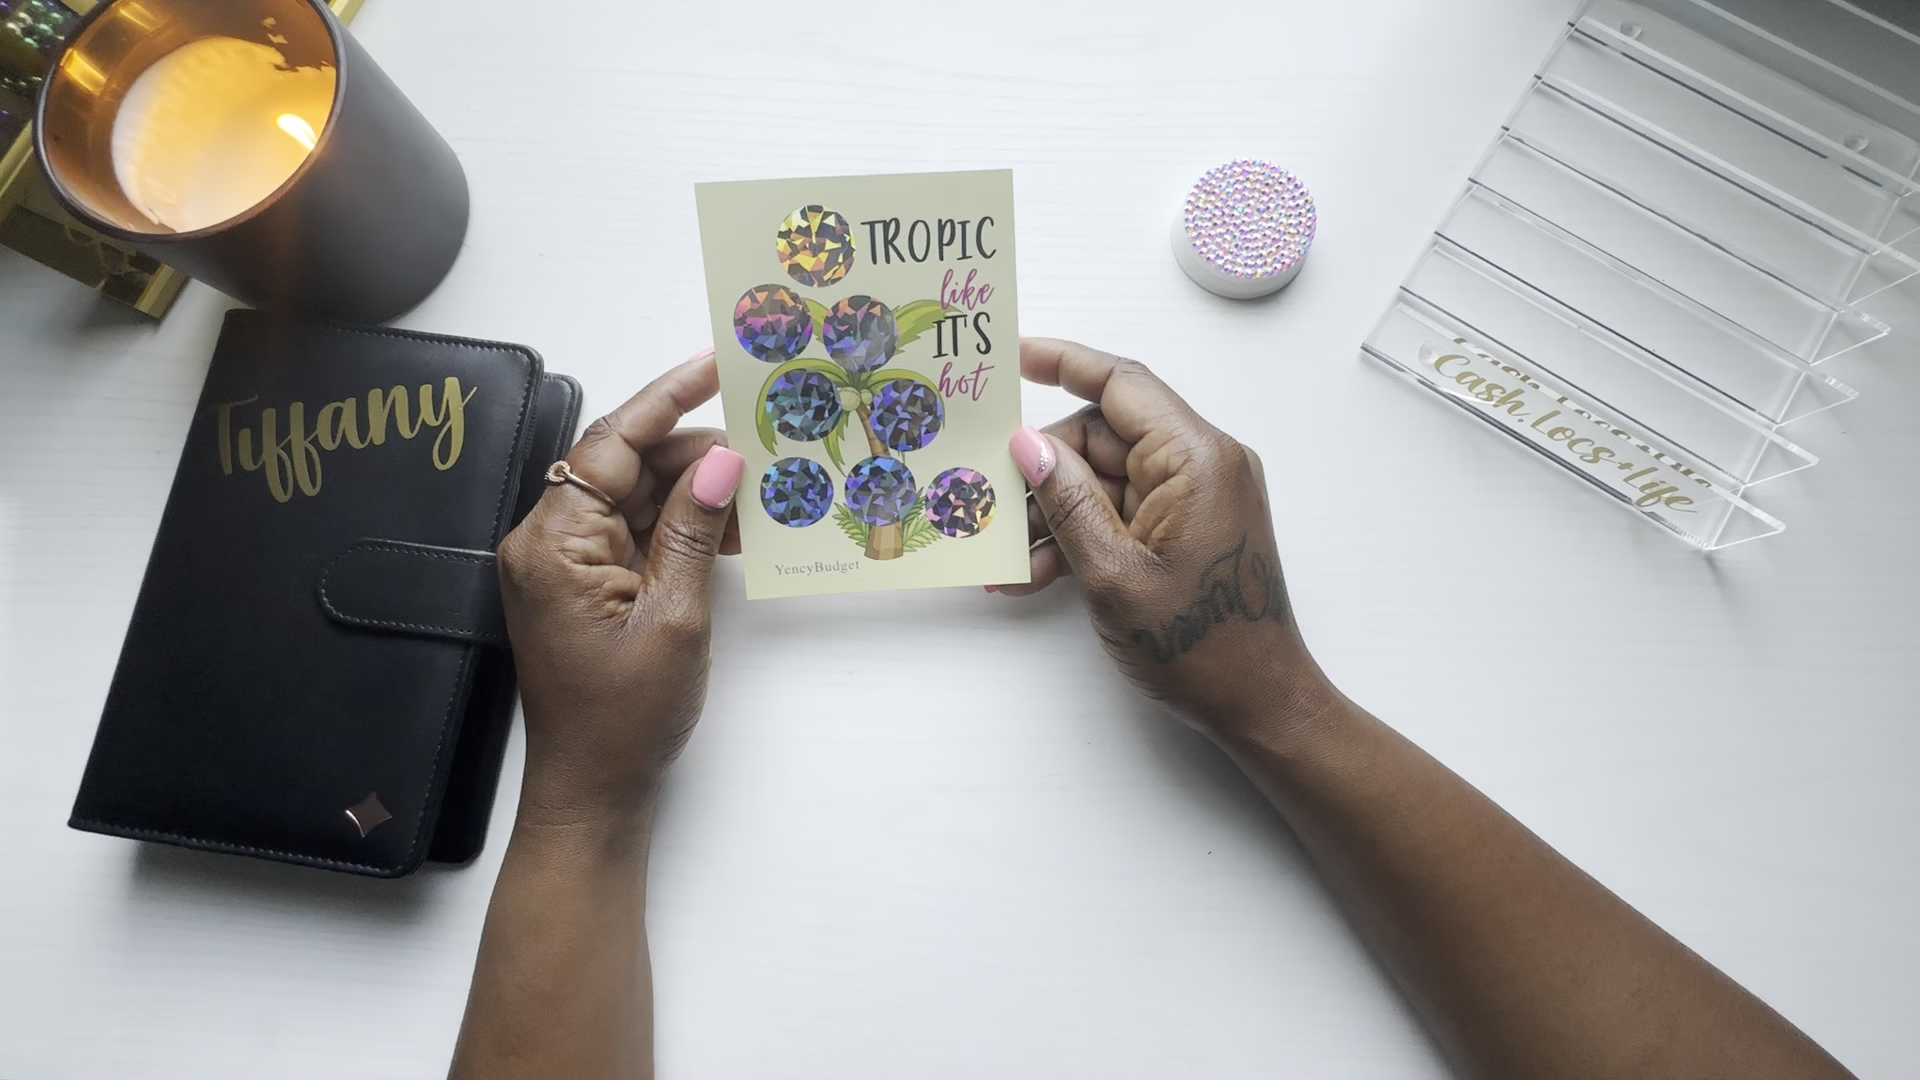 Tiffany
TROPIC
like
IT'S
hot
YencyBudget
Cash, Locs + Life